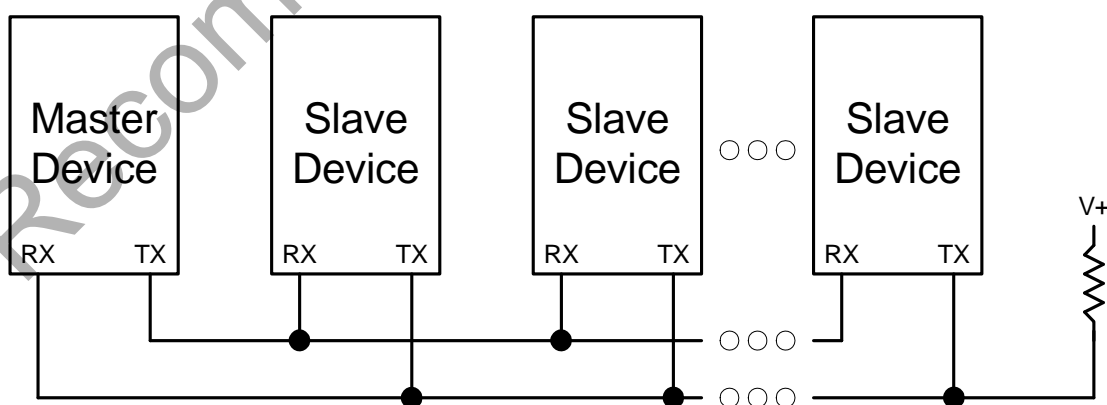 Master
Device
Slave
Device
Slave
Device
Slave
Device
V+
RX TX
RX TX
RX TX
RX TX